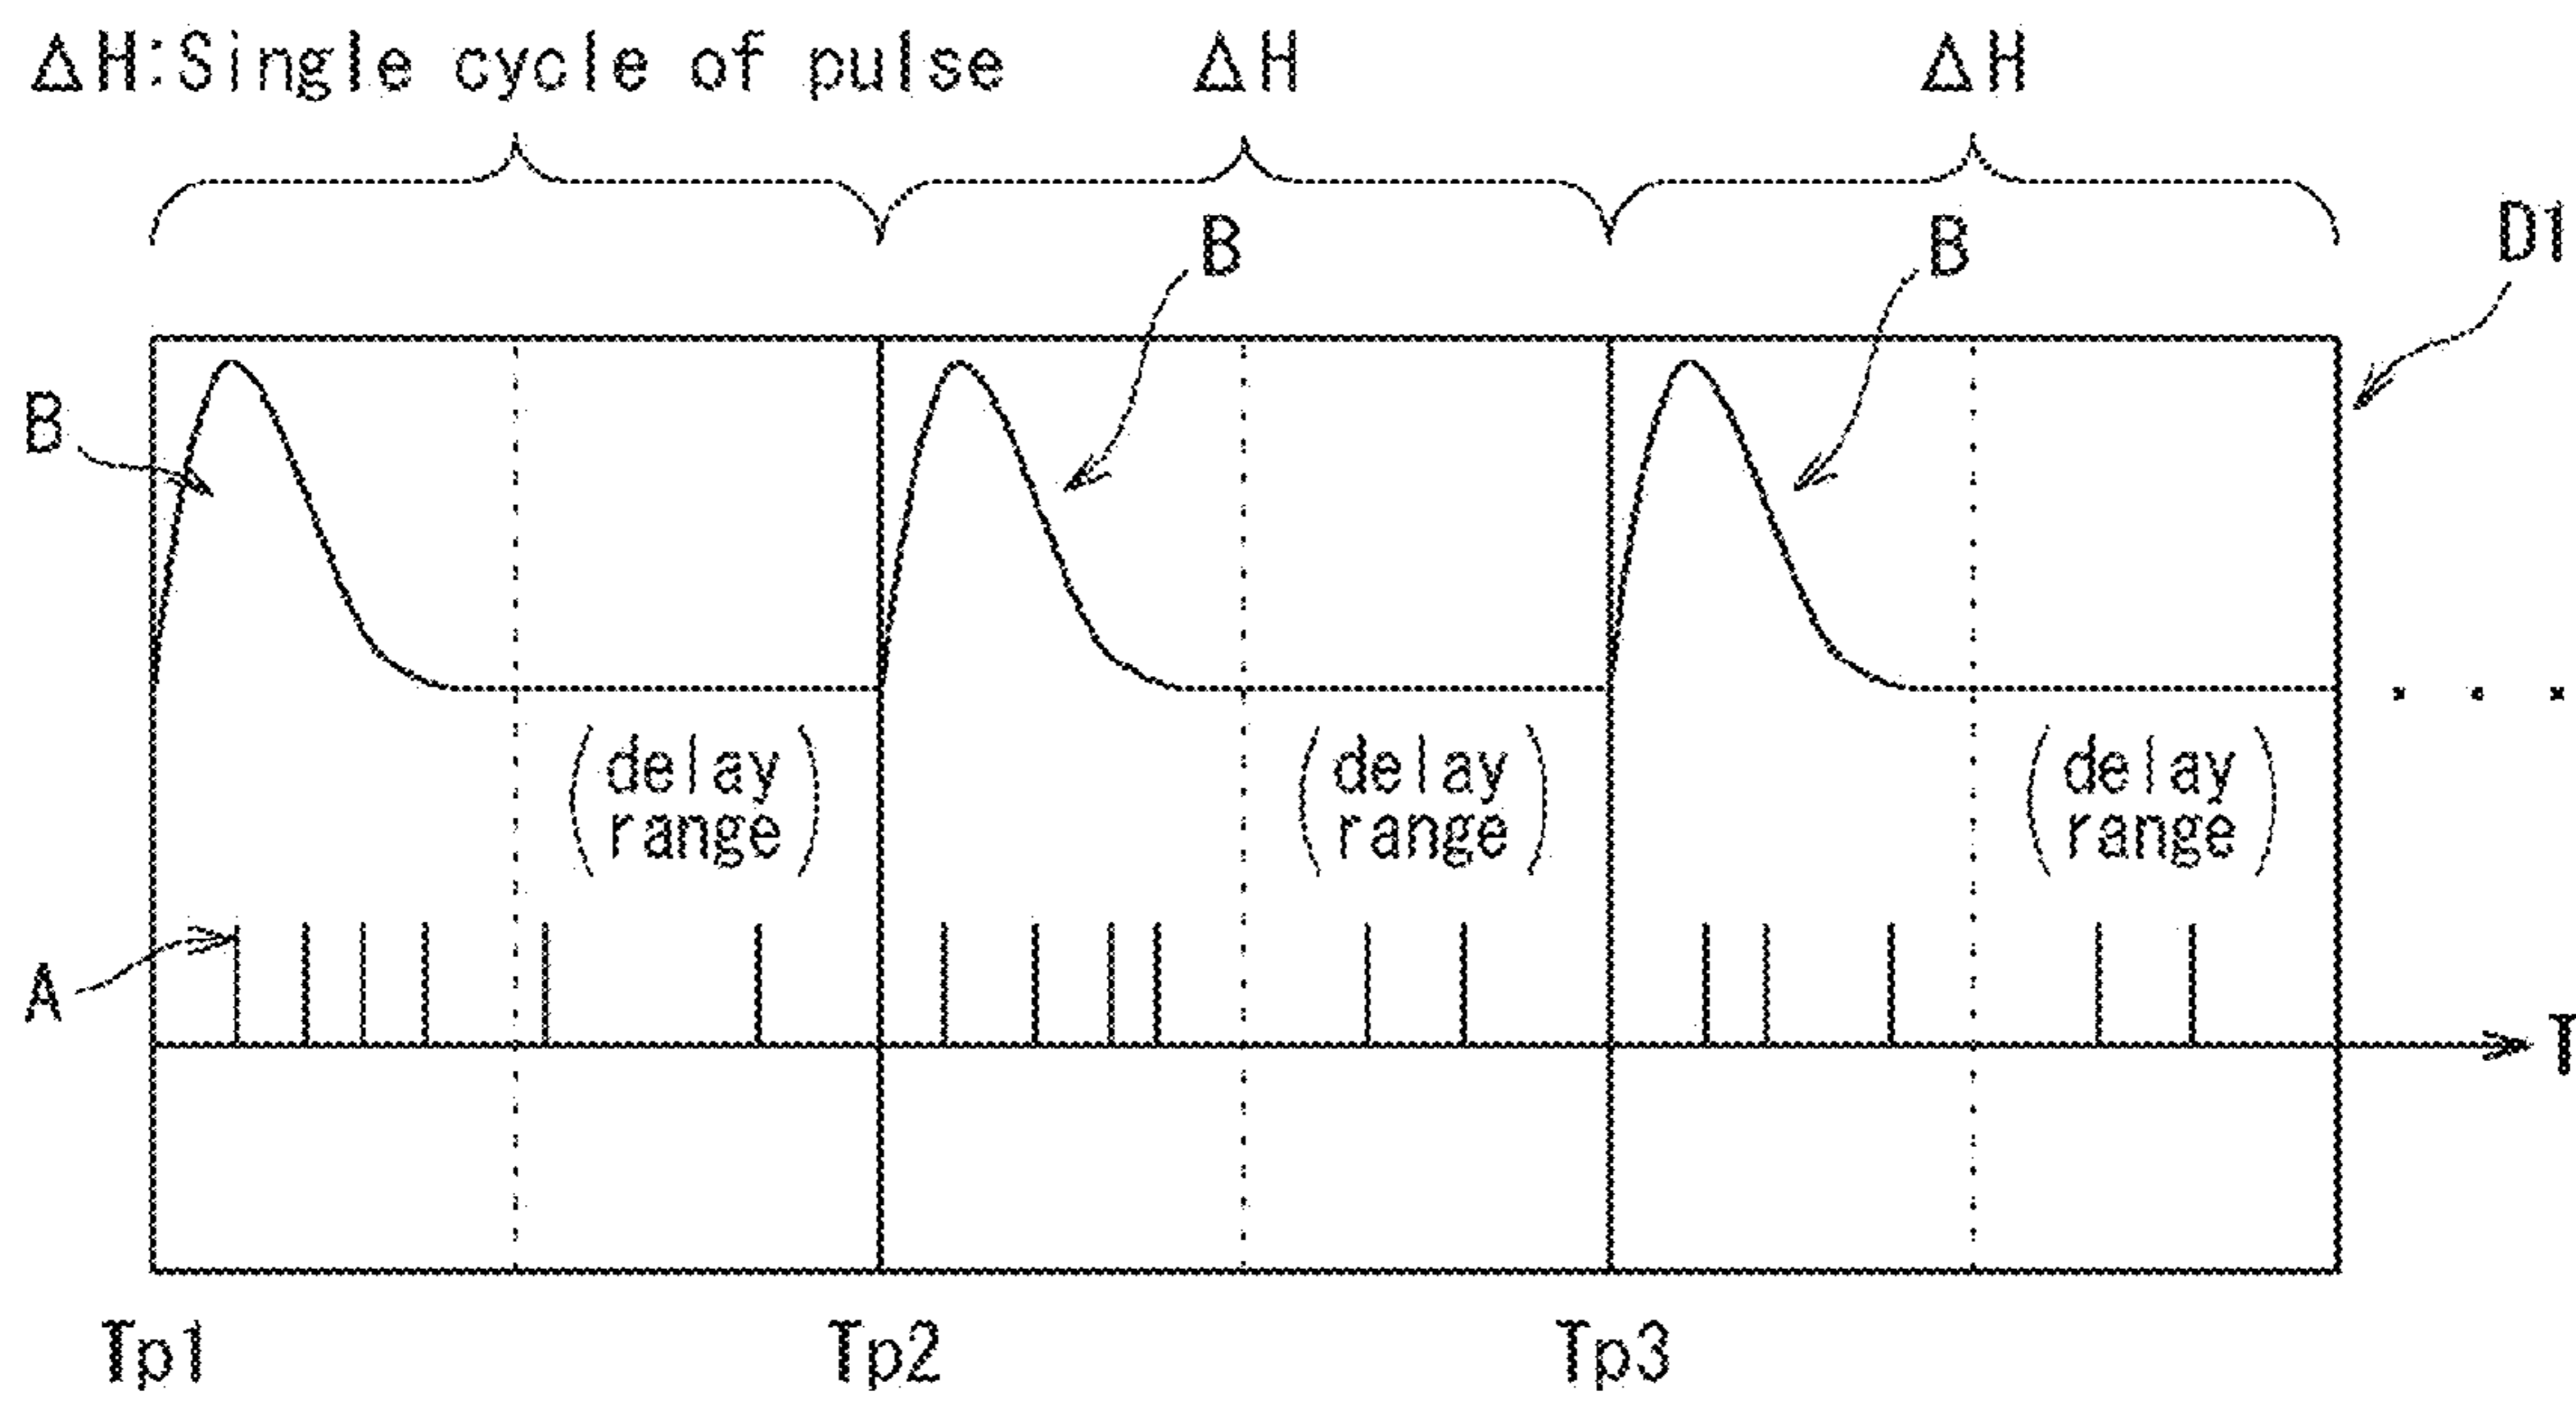 ΔH:Single cycle of pulse
ΔH
ΔH
D1
B
B
B
(delay
range)
(delay
range)
(delay
range)
. . .
A
T
Tp1
Tp2
Tp3